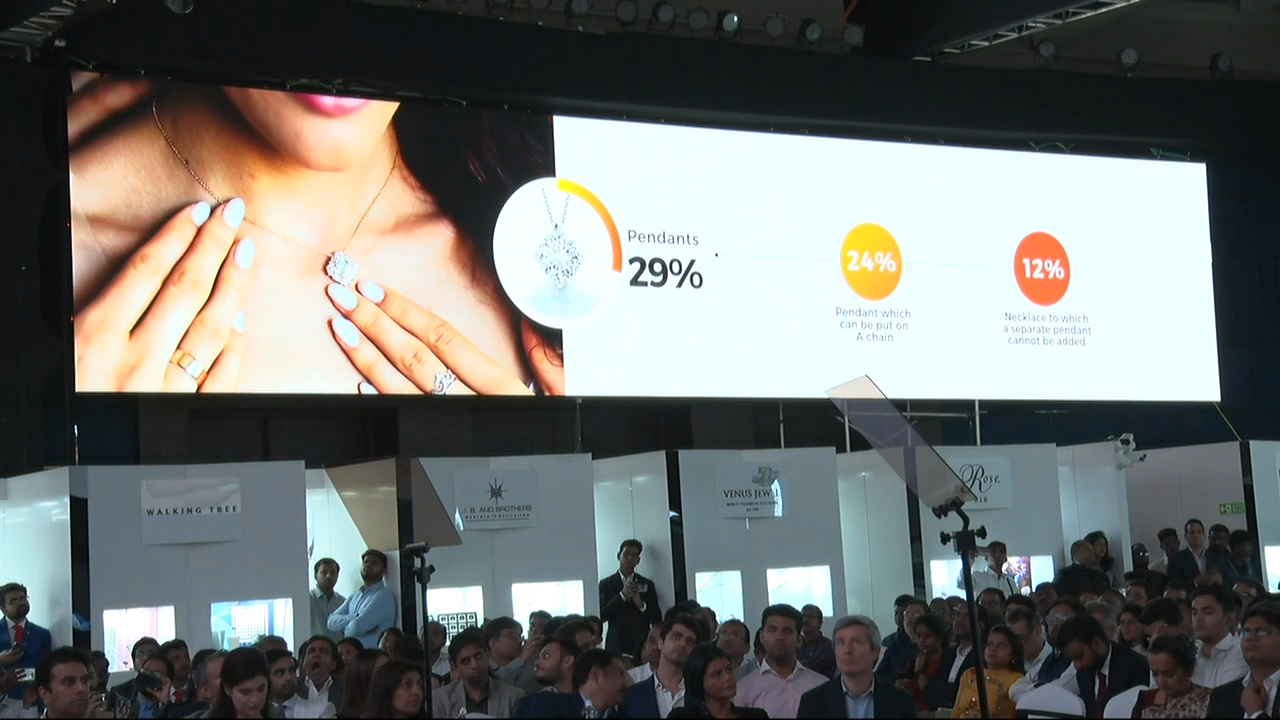 Pendants
29%
24%
Pendant which
can be put on
A chain
12%
Necklace to which
a separate pendant
cannot be added
WALKING TREE
B. AND BROTHERS
VENUS JEWEL
Rose